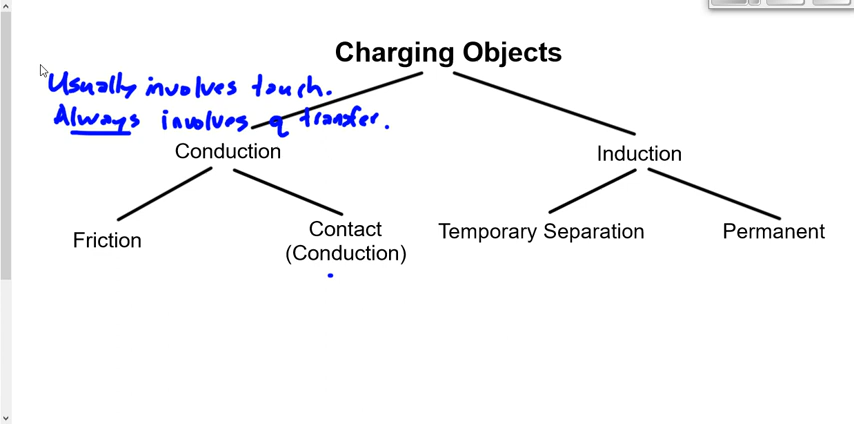 Charging Objects
Usually involves touch.
Always involves q transfer.
Conduction
Induction
Friction
Contact
(Conduction)
Temporary Separation
Permanent